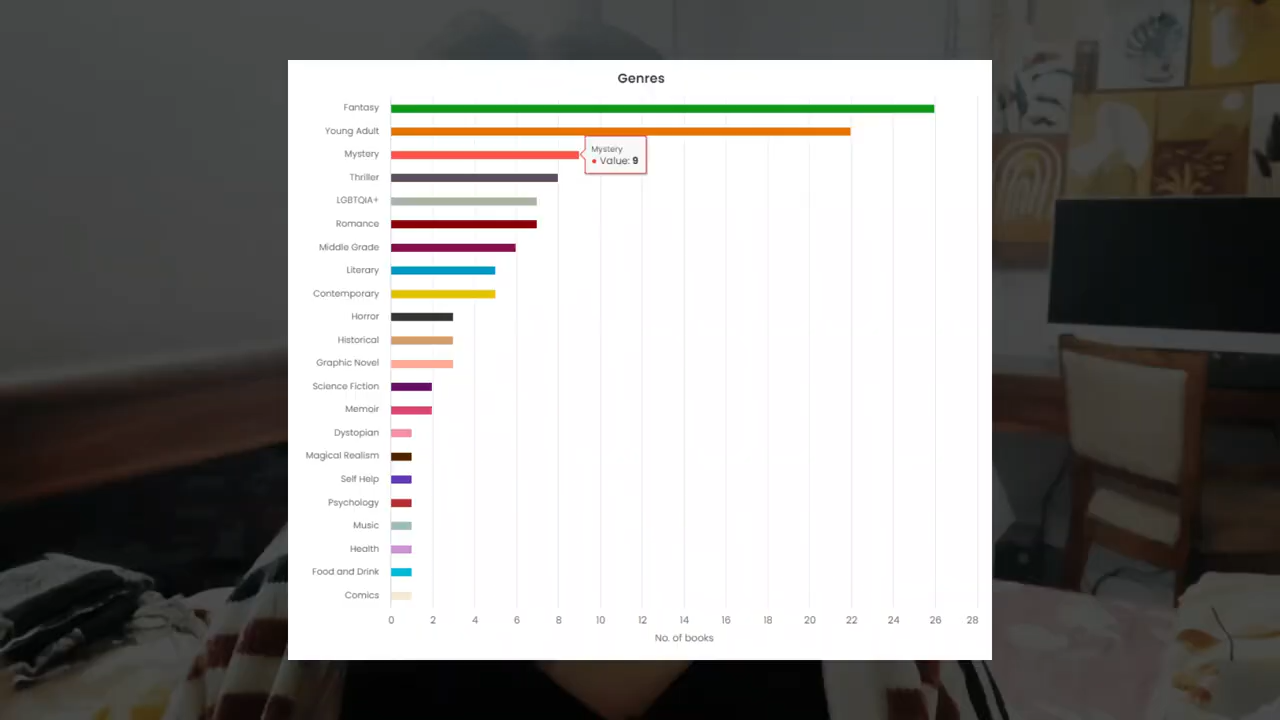 Genres
Fantasy
Young Adult
Mystery
Mystery
• Value: 9
Thriller
LGBTQIA+
Romance
Middle Grade
Literary
Contemporary
Horror
Historical
Graphic Novel
Science Fiction
Memoir
Dystopian
Magical Realism
Self Help
Psychology
Music
Health
Food and Drink
Comics
0 2 4 6 8 10 12 14 16 18 20 22 24 26 28
No. of books